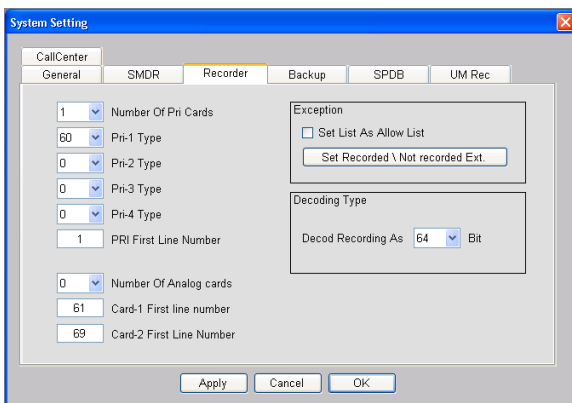 System Setting
CallCenter
General SMDR Recorder Backup SPDB UM Rec
1 Number Of Pri Cards
60 Pri-1 Type
0 Pri-2 Type
0 Pri-3 Type
0 Pri-4 Type
1 PRI First Line Number
0 Number Of Analog cards
61 Card-1 First line number
69 Card-2 First Line Number
Exception
Set List As Allow List
Set Recorded \ Not recorded Ext.
Decoding Type
Decod Recording As 64 Bit
Apply Cancel OK